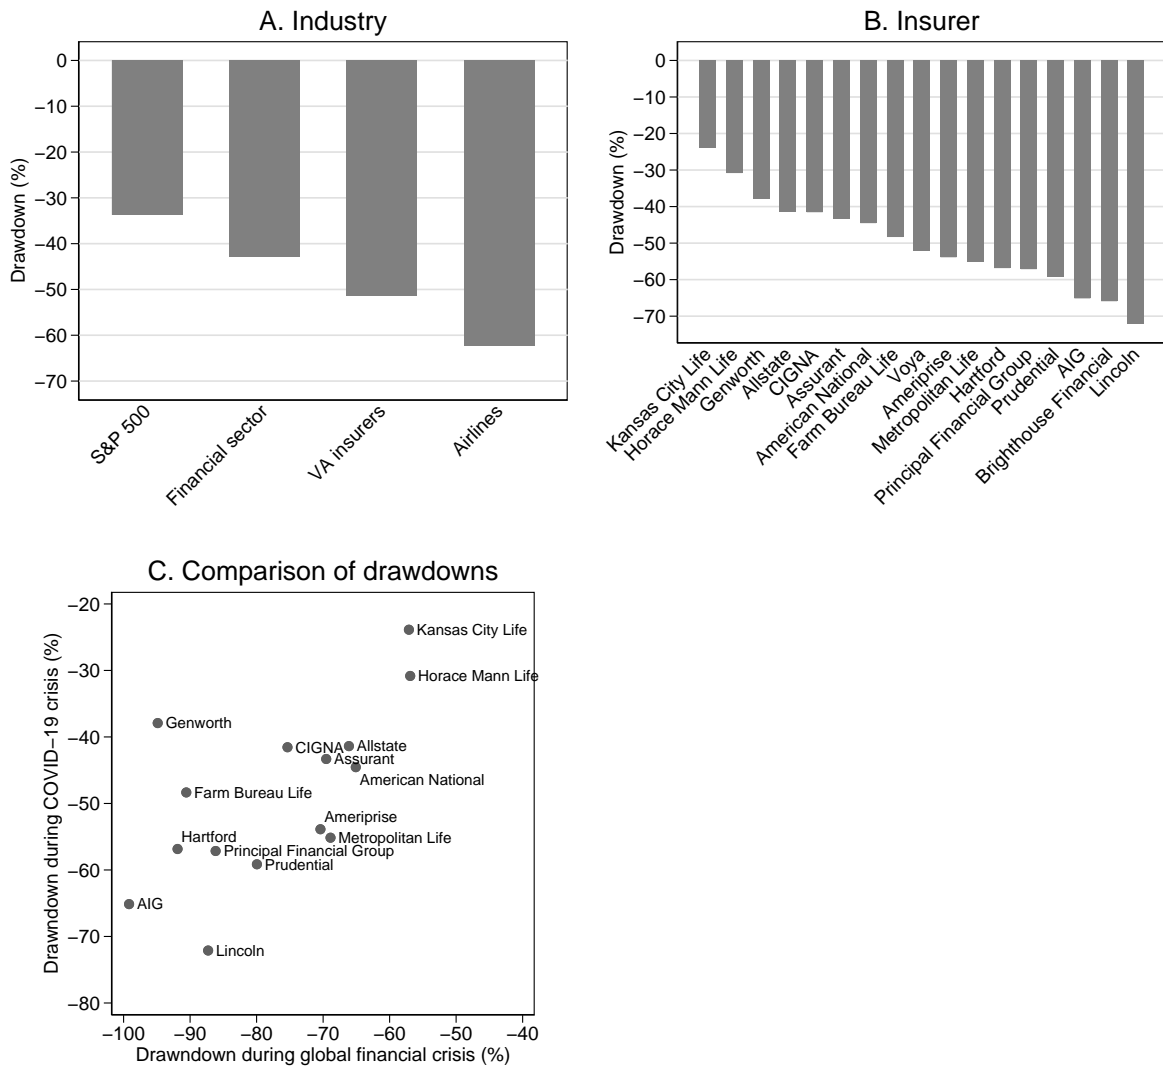 A. Industry
0
−10
−20
−30
−40
−50
−60
−70
Drawdown (%)
S&P 500
Financial sector
VA insurers
Airlines
B. Insurer
0
−10
−20
−30
−40
−50
−60
−70
Drawdown (%)
Kansas City Life
Horace Mann Life
Genworth
Allstate
CIGNA
Assurant
American National
Farm Bureau Life
Voya
Ameriprise
Metropolitan Life
Hartford
Principal Financial Group
Prudential
AIG
Brighthouse Financial
Lincoln
C. Comparison of drawdowns
−20
−30
−40
−50
−60
−70
−80
Drawndown during COVID−19 crisis (%)
Kansas City Life
Horace Mann Life
Genworth
CIGNA
Allstate
Assurant
American National
Farm Bureau Life
Ameriprise
Hartford
Metropolitan Life
Principal Financial Group
Prudential
AIG
Lincoln
−100
−90
−80
−70
−60
−50
−40
Drawndown during global financial crisis (%)